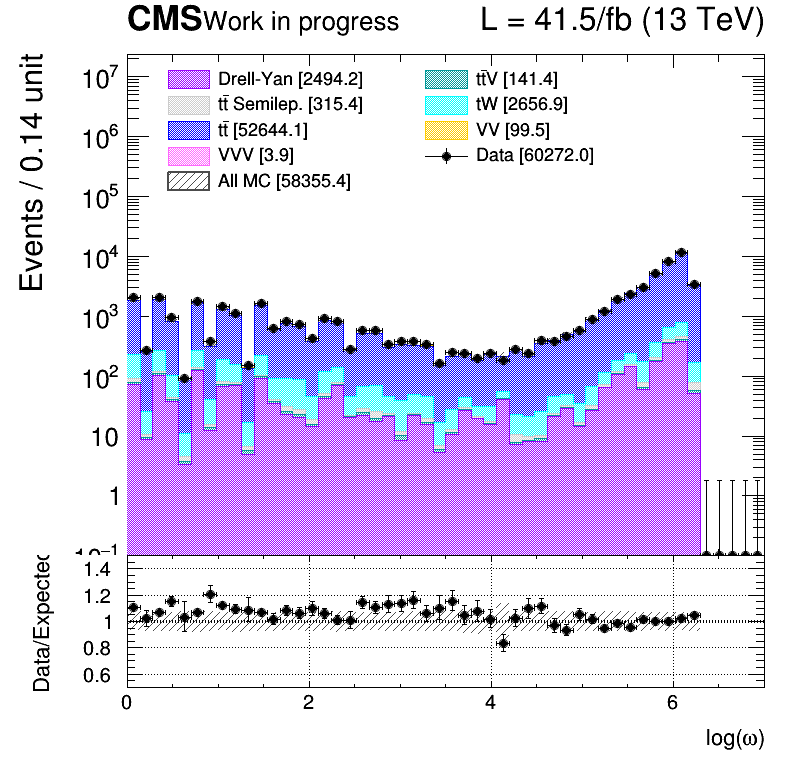 CMS Work in progress L = 41.5/fb (13 TeV)
Events / 0.14 unit
10⁷
10⁶
10⁵
10⁴
10³
10²
10
1
10⁻¹
Drell-Yan [2494.2]
tt̄ Semilep. [315.4]
tt̄ [52644.1]
VVV [3.9]
All MC [58355.4]
tt̄V [141.4]
tW [2656.9]
VV [99.5]
Data [60272.0]
Data/Expected
1.4
1.2
1
0.8
0.6
0 2 4 6
log(ω)